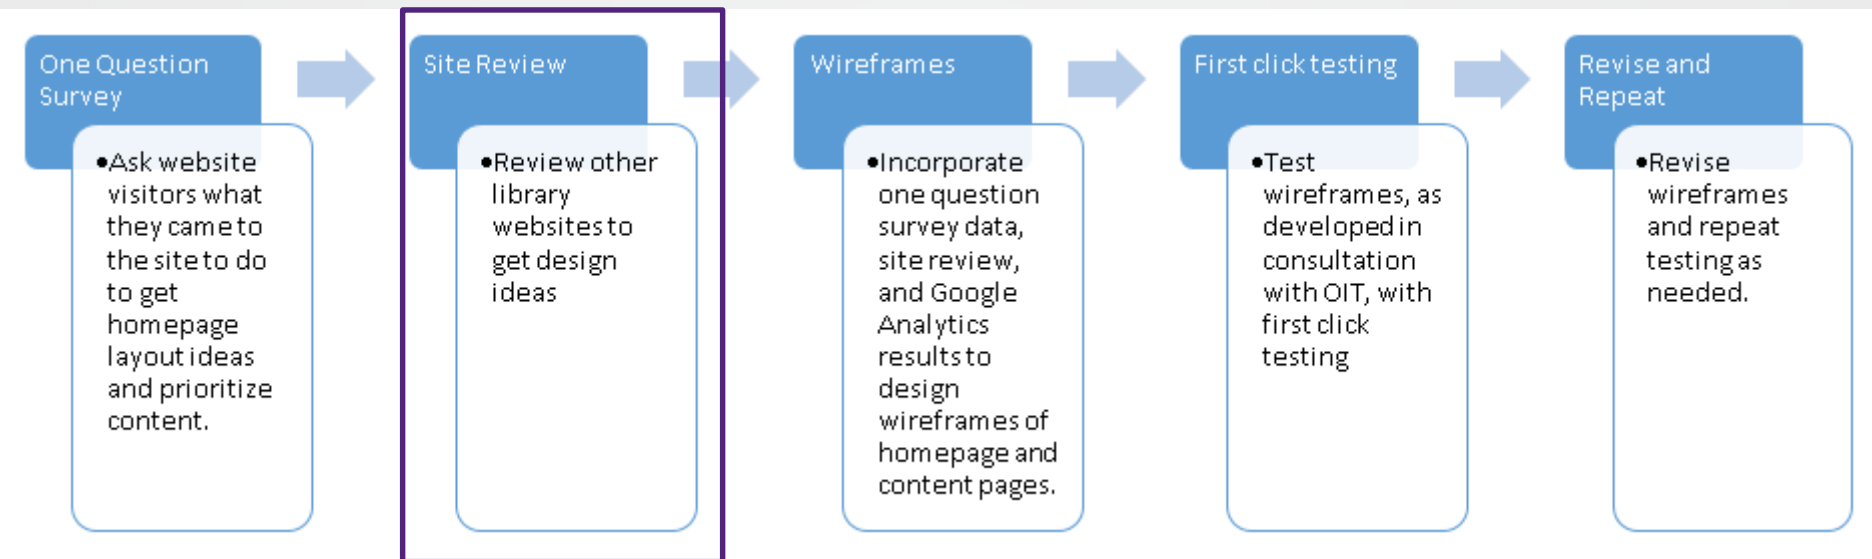 One Question
Survey
•Ask website
visitors what
they came to
the site to do
to get
homepage
layout ideas
and prioritize
content.
Site Review
•Review other
library
websites to
get design
ideas
Wireframes
•Incorporate
one question
survey data,
site review,
and Google
Analytics
results to
design
wireframes of
homepage and
content pages.
First click testing
•Test
wireframes, as
developed in
consultation
with OIT, with
first click
testing
Revise and
Repeat
•Revise
wireframes
and repeat
testing as
needed.